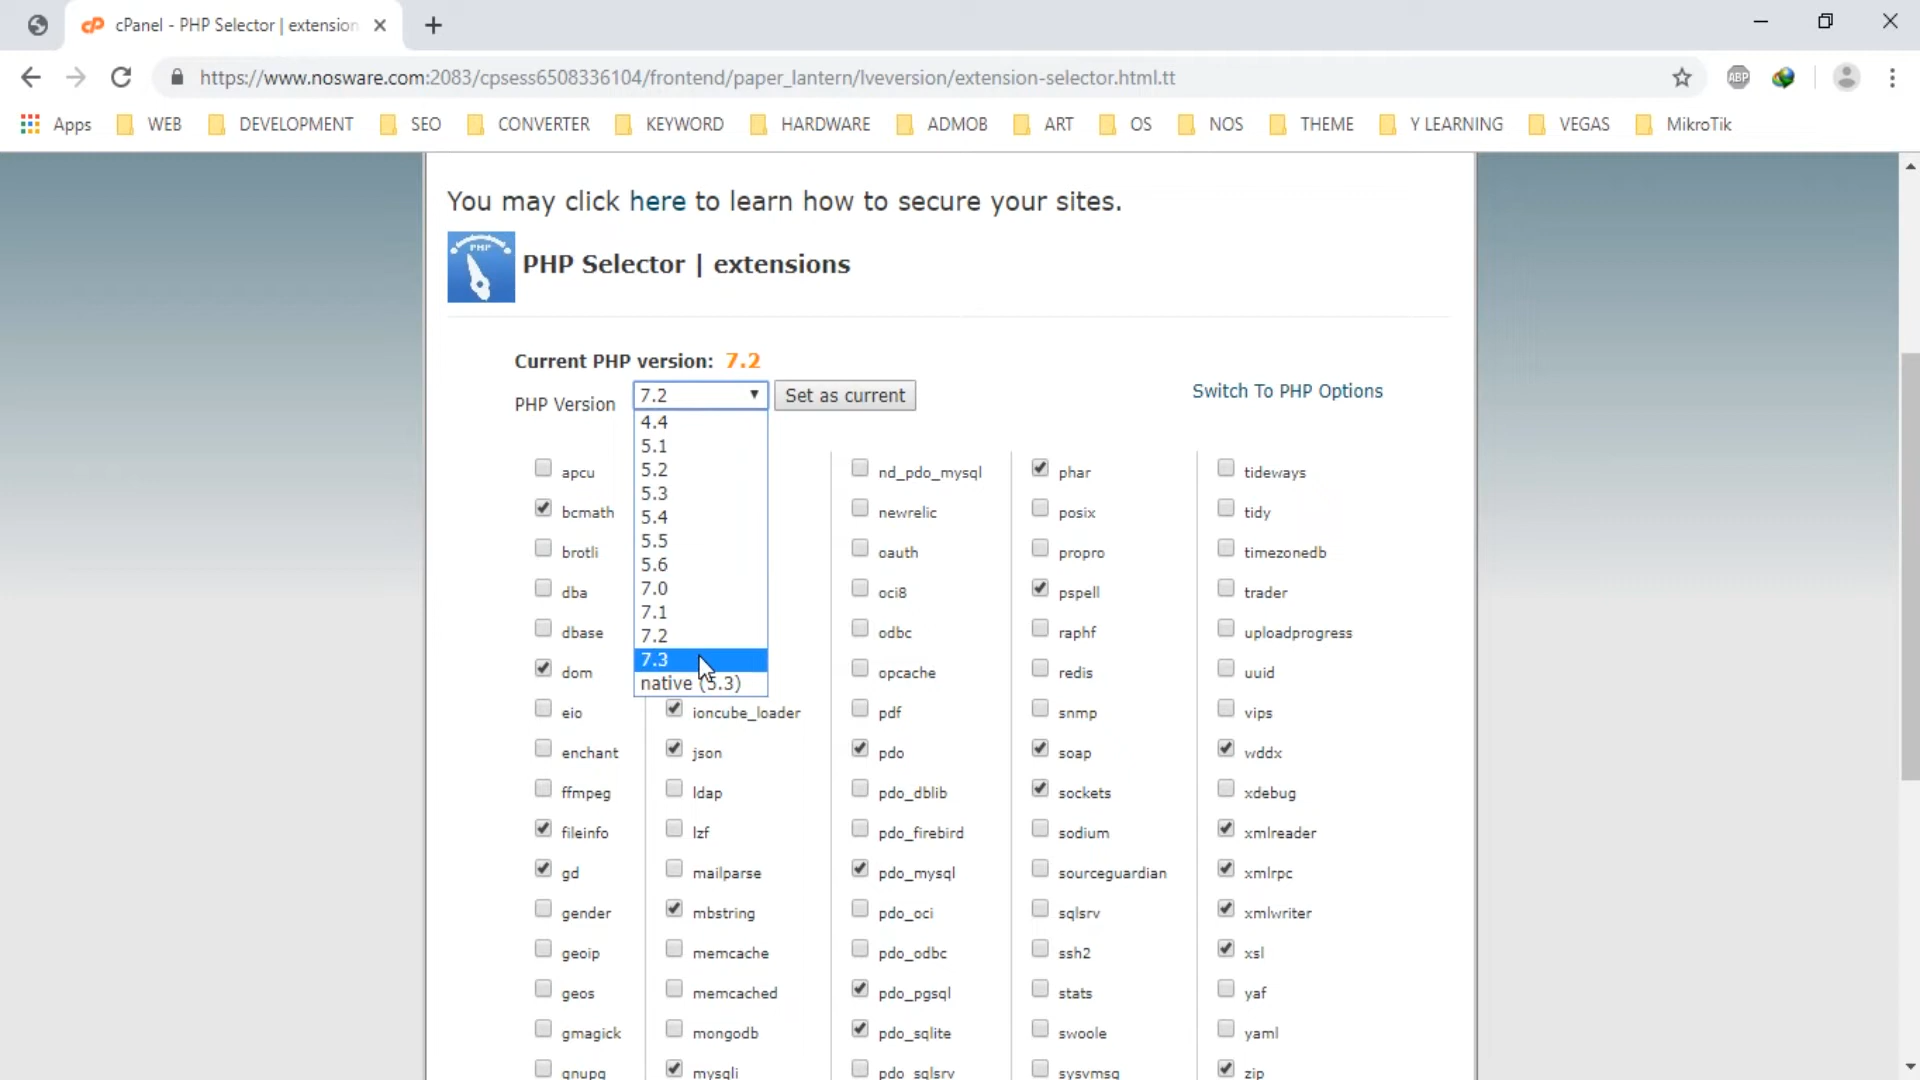 cPanel - PHP Selector | extension
https://www.nosware.com:2083/cpsess6508336104/frontend/paper_lantern/lveversion/extension-selector.html.tt
ABP
Apps WEB DEVELOPMENT SEO CONVERTER KEYWORD HARDWARE ADMOB ART OS NOS THEME Y LEARNING VEGAS MikroTik
You may click here to learn how to secure your sites.
PHP
PHP Selector | extensions
Current PHP version: 7.2
PHP Version 7.2 Set as current Switch To PHP Options
4.4
5.1
5.2
5.3
5.4
5.5
5.6
7.0
7.1
7.2
7.3
native (5.3)
apcu
bcmath
brotli
dba
dbase
dom
eio
enchant
ffmpeg
fileinfo
gd
gender
geoip
geos
gmagick
gnupg
ioncube_loader
json
ldap
lzf
mailparse
mbstring
memcache
memcached
mongodb
mysqli
nd_pdo_mysql
newrelic
oauth
oci8
odbc
opcache
pdf
pdo
pdo_dblib
pdo_firebird
pdo_mysql
pdo_oci
pdo_odbc
pdo_pgsql
pdo_sqlite
pdo_sqlsrv
phar
posix
propro
pspell
raphf
redis
snmp
soap
sockets
sodium
sourceguardian
sqlsrv
ssh2
stats
swoole
sysvmsg
tideways
tidy
timezonedb
trader
uploadprogress
uuid
vips
wddx
xdebug
xmlreader
xmlrpc
xmlwriter
xsl
yaf
yaml
zip